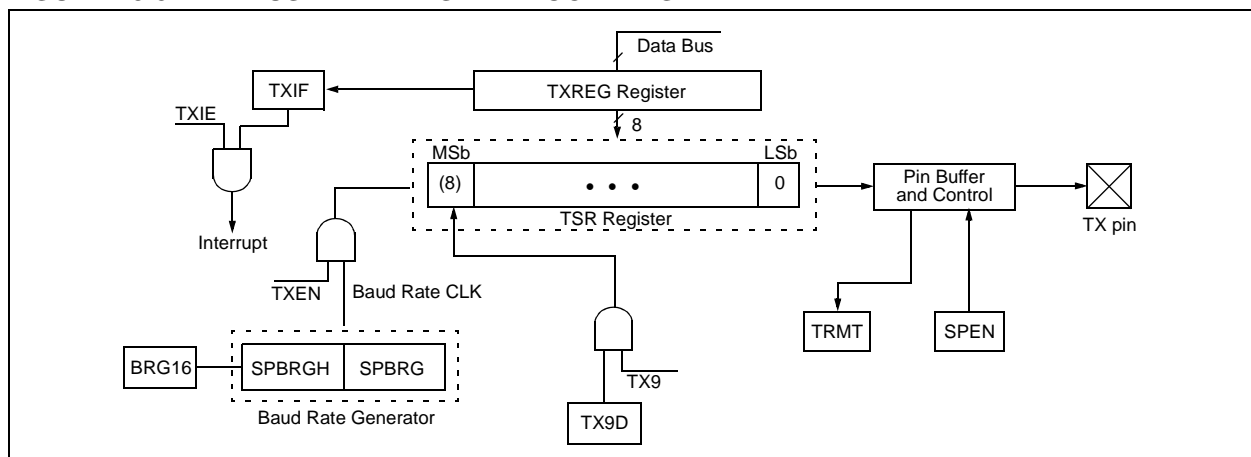 Data Bus
TXIF
TXREG Register
TXIE
8
MSb
LSb
(8)
• • •
0
TSR Register
Pin Buffer
and Control
TX pin
Interrupt
TXEN
Baud Rate CLK
TRMT
SPEN
BRG16
SPBRGH
SPBRG
TX9
Baud Rate Generator
TX9D